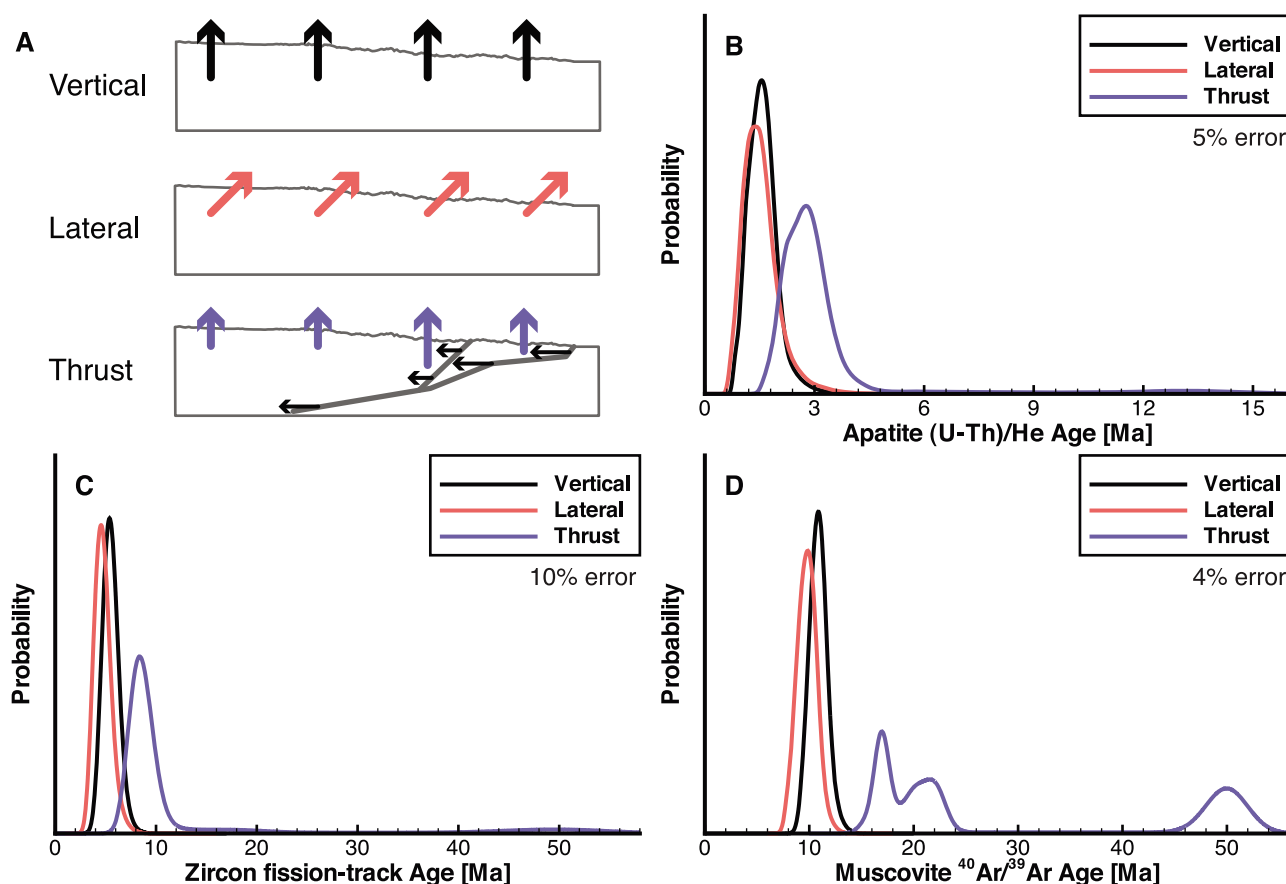 A
Vertical
Lateral
Thrust
B
Vertical
Lateral
Thrust
5% error
Probability
0 3 6 9 12 15
Apatite (U-Th)/He Age [Ma]
C
Vertical
Lateral
Thrust
10% error
Probability
0 10 20 30 40 50
Zircon fission-track Age [Ma]
D
Vertical
Lateral
Thrust
4% error
Probability
0 10 20 30 40 50
Muscovite ⁴⁰Ar/³⁹Ar Age [Ma]